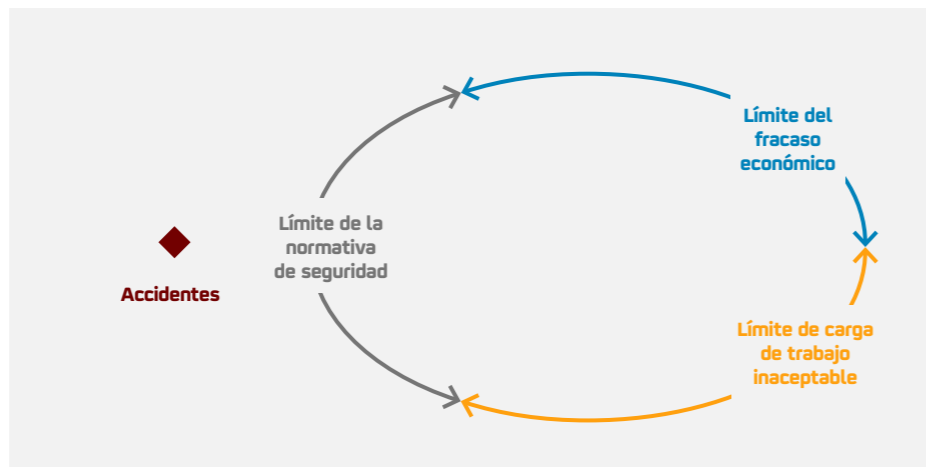 Límite del
fracaso
económico
Límite de la
normativa
de seguridad
Accidentes
Límite de carga
de trabajo
inaceptable